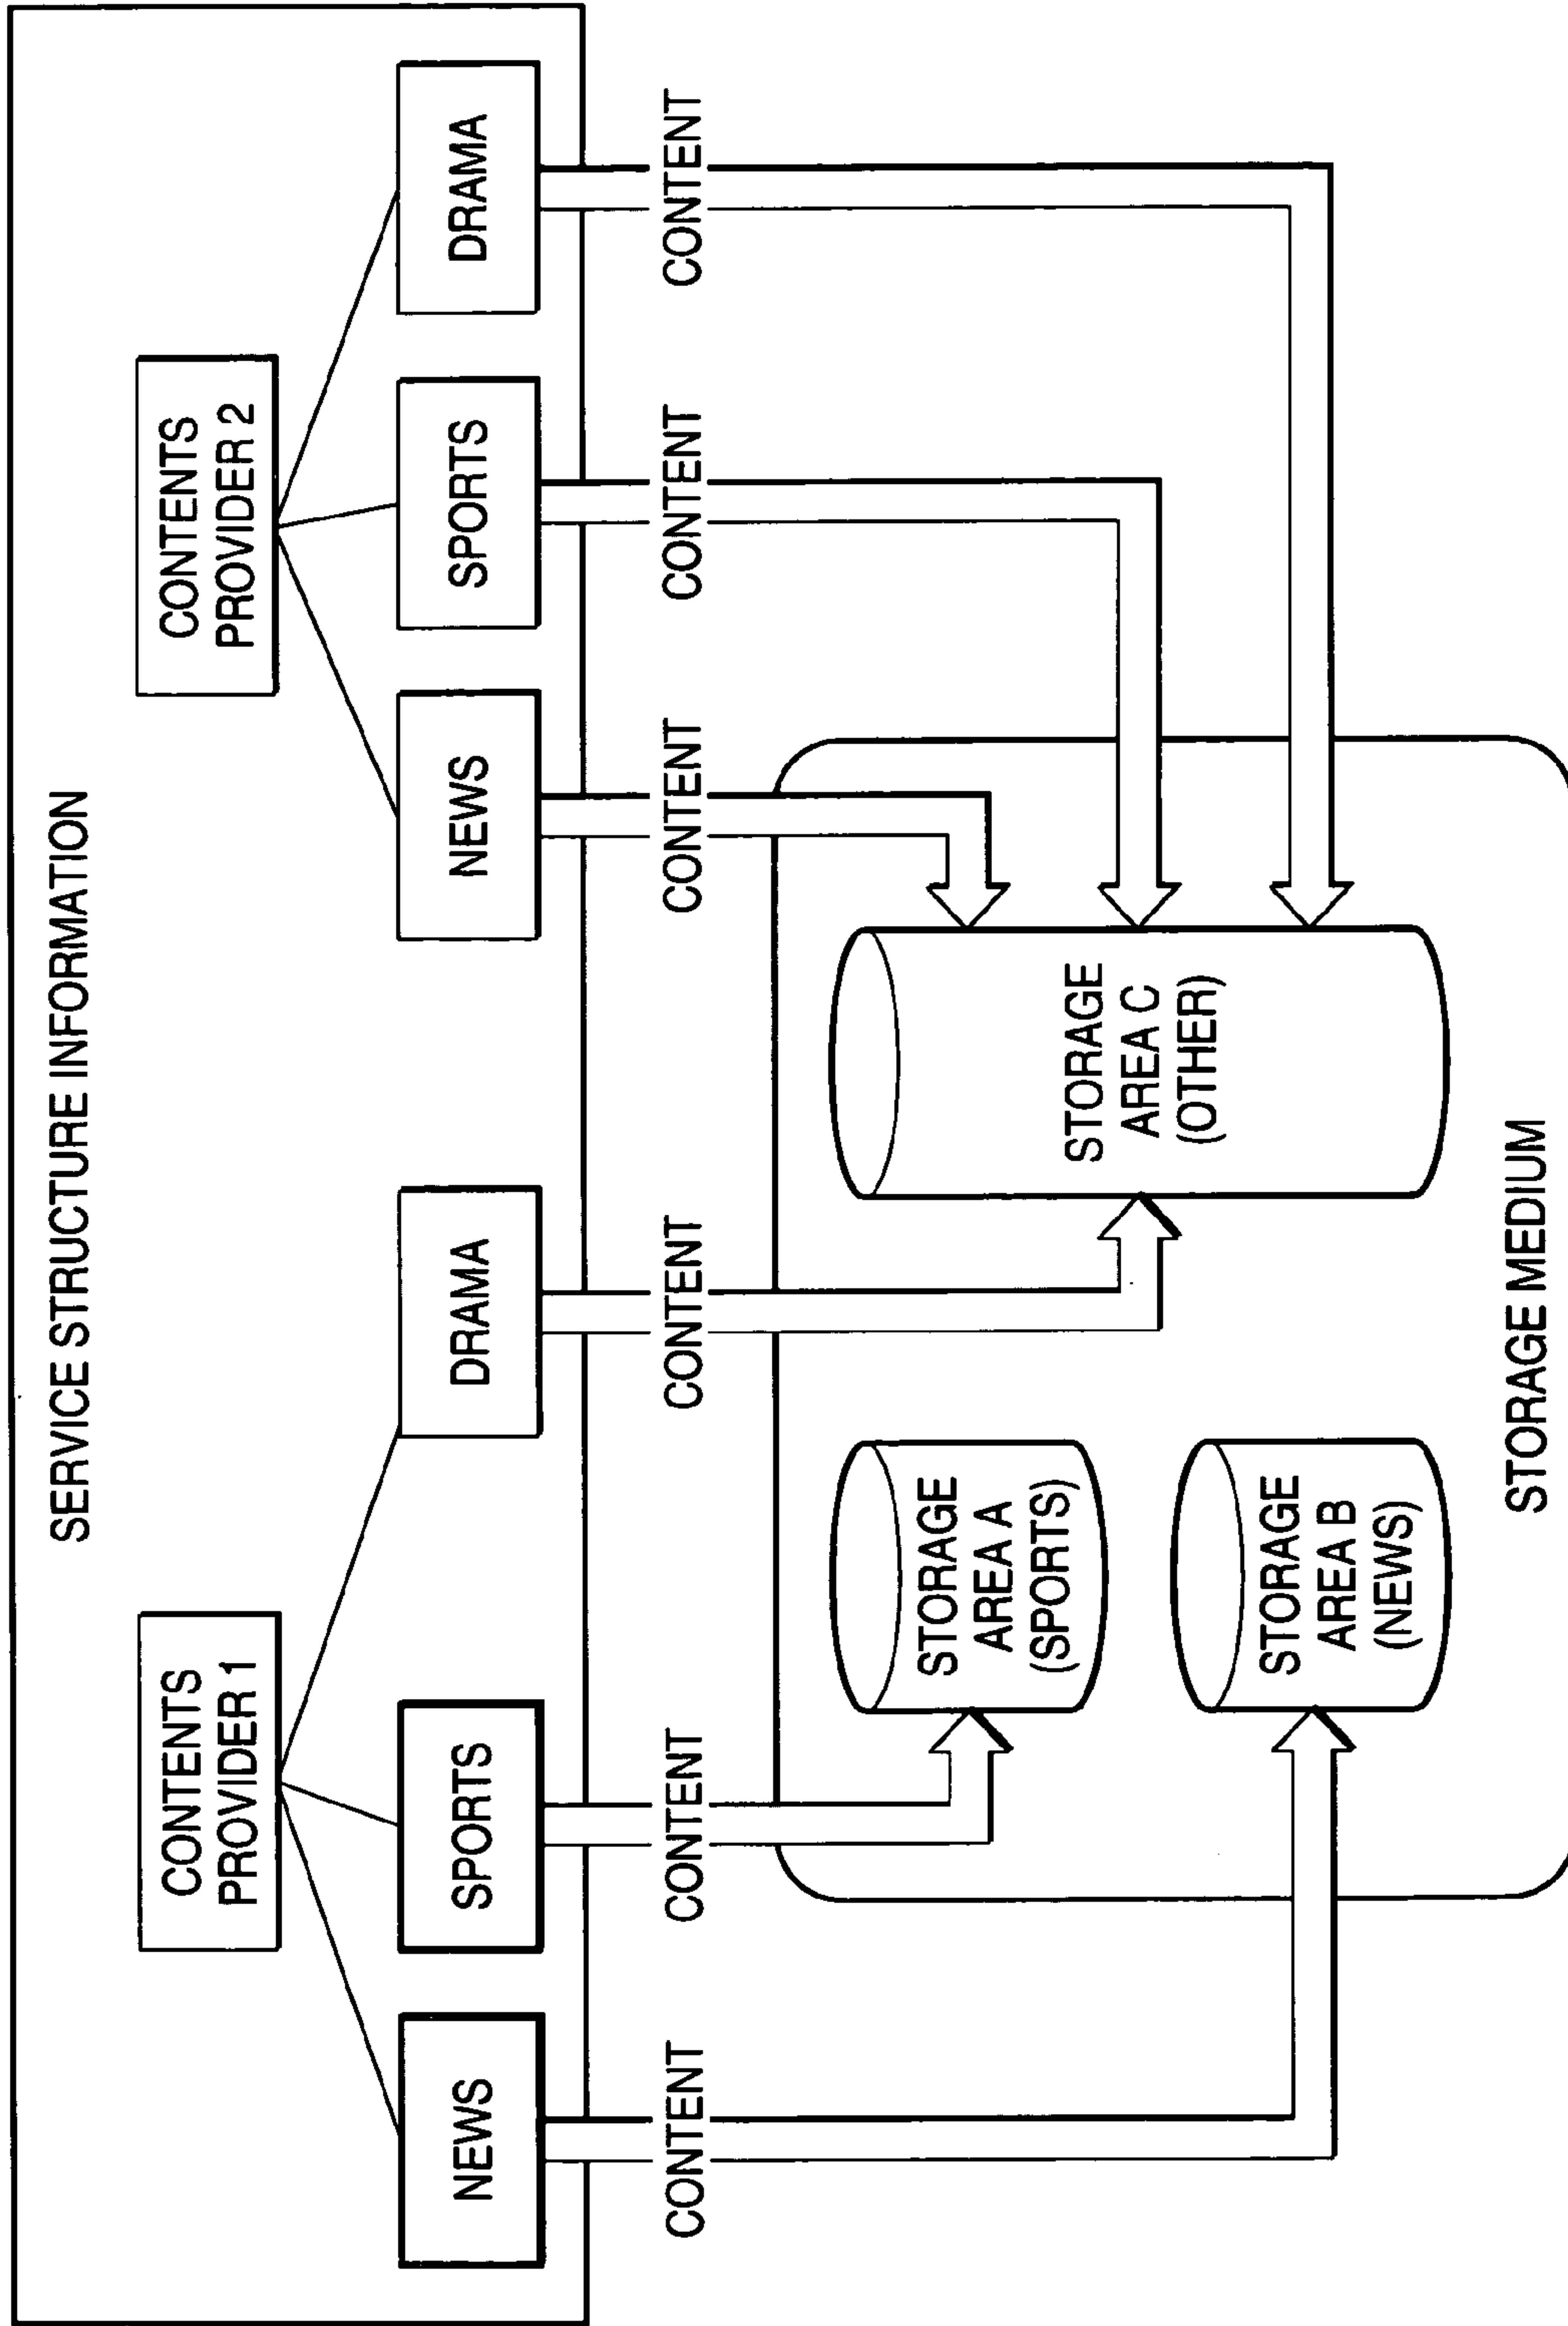 SERVICE STRUCTURE INFORMATION
CONTENTS
PROVIDER 1
CONTENTS
PROVIDER 2
NEWS
SPORTS
DRAMA
NEWS
SPORTS
DRAMA
CONTENT
CONTENT
CONTENT
CONTENT
CONTENT
CONTENT
STORAGE
AREA A
(SPORTS)
STORAGE
AREA B
(NEWS)
STORAGE
AREA C
(OTHER)
STORAGE MEDIUM